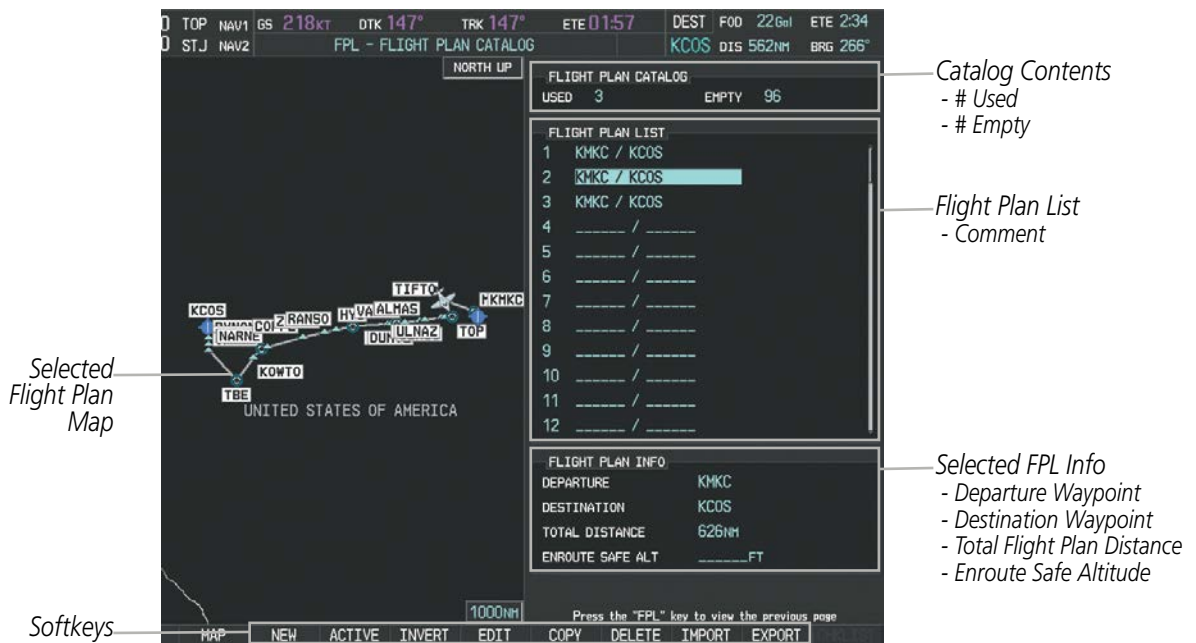 TOP NAV1 GS 218KT DTK 147° TRK 147° ETE 01:57 DEST FOD 22Gal ETE 2:34
STJ NAV2 FPL - FLIGHT PLAN CATALOG KCOS DIS 562NM BRG 266°
NORTH UP
FLIGHT PLAN CATALOG
USED 3 EMPTY 96
Catalog Contents
- # Used
- # Empty
FLIGHT PLAN LIST
1 KMKC / KCOS
2 KMKC / KCOS
3 KMKC / KCOS
4 ______ / ______
5 ______ / ______
6 ______ / ______
7 ______ / ______
8 ______ / ______
9 ______ / ______
10 ______ / ______
11 ______ / ______
12 ______ / ______
Flight Plan List
- Comment
TIFTO
KMKC
KCOS
RANSO
ALMAS
NARNE
ULNAZ
TOP
KOWTO
TBE
UNITED STATES OF AMERICA
Selected
Flight Plan
Map
FLIGHT PLAN INFO
DEPARTURE KMKC
DESTINATION KCOS
TOTAL DISTANCE 626NM
ENROUTE SAFE ALT ______FT
Selected FPL Info
- Departure Waypoint
- Destination Waypoint
- Total Flight Plan Distance
- Enroute Safe Altitude
1000NM
Press the "FPL" key to view the previous page
Softkeys
MAP NEW ACTIVE INVERT EDIT COPY DELETE IMPORT EXPORT